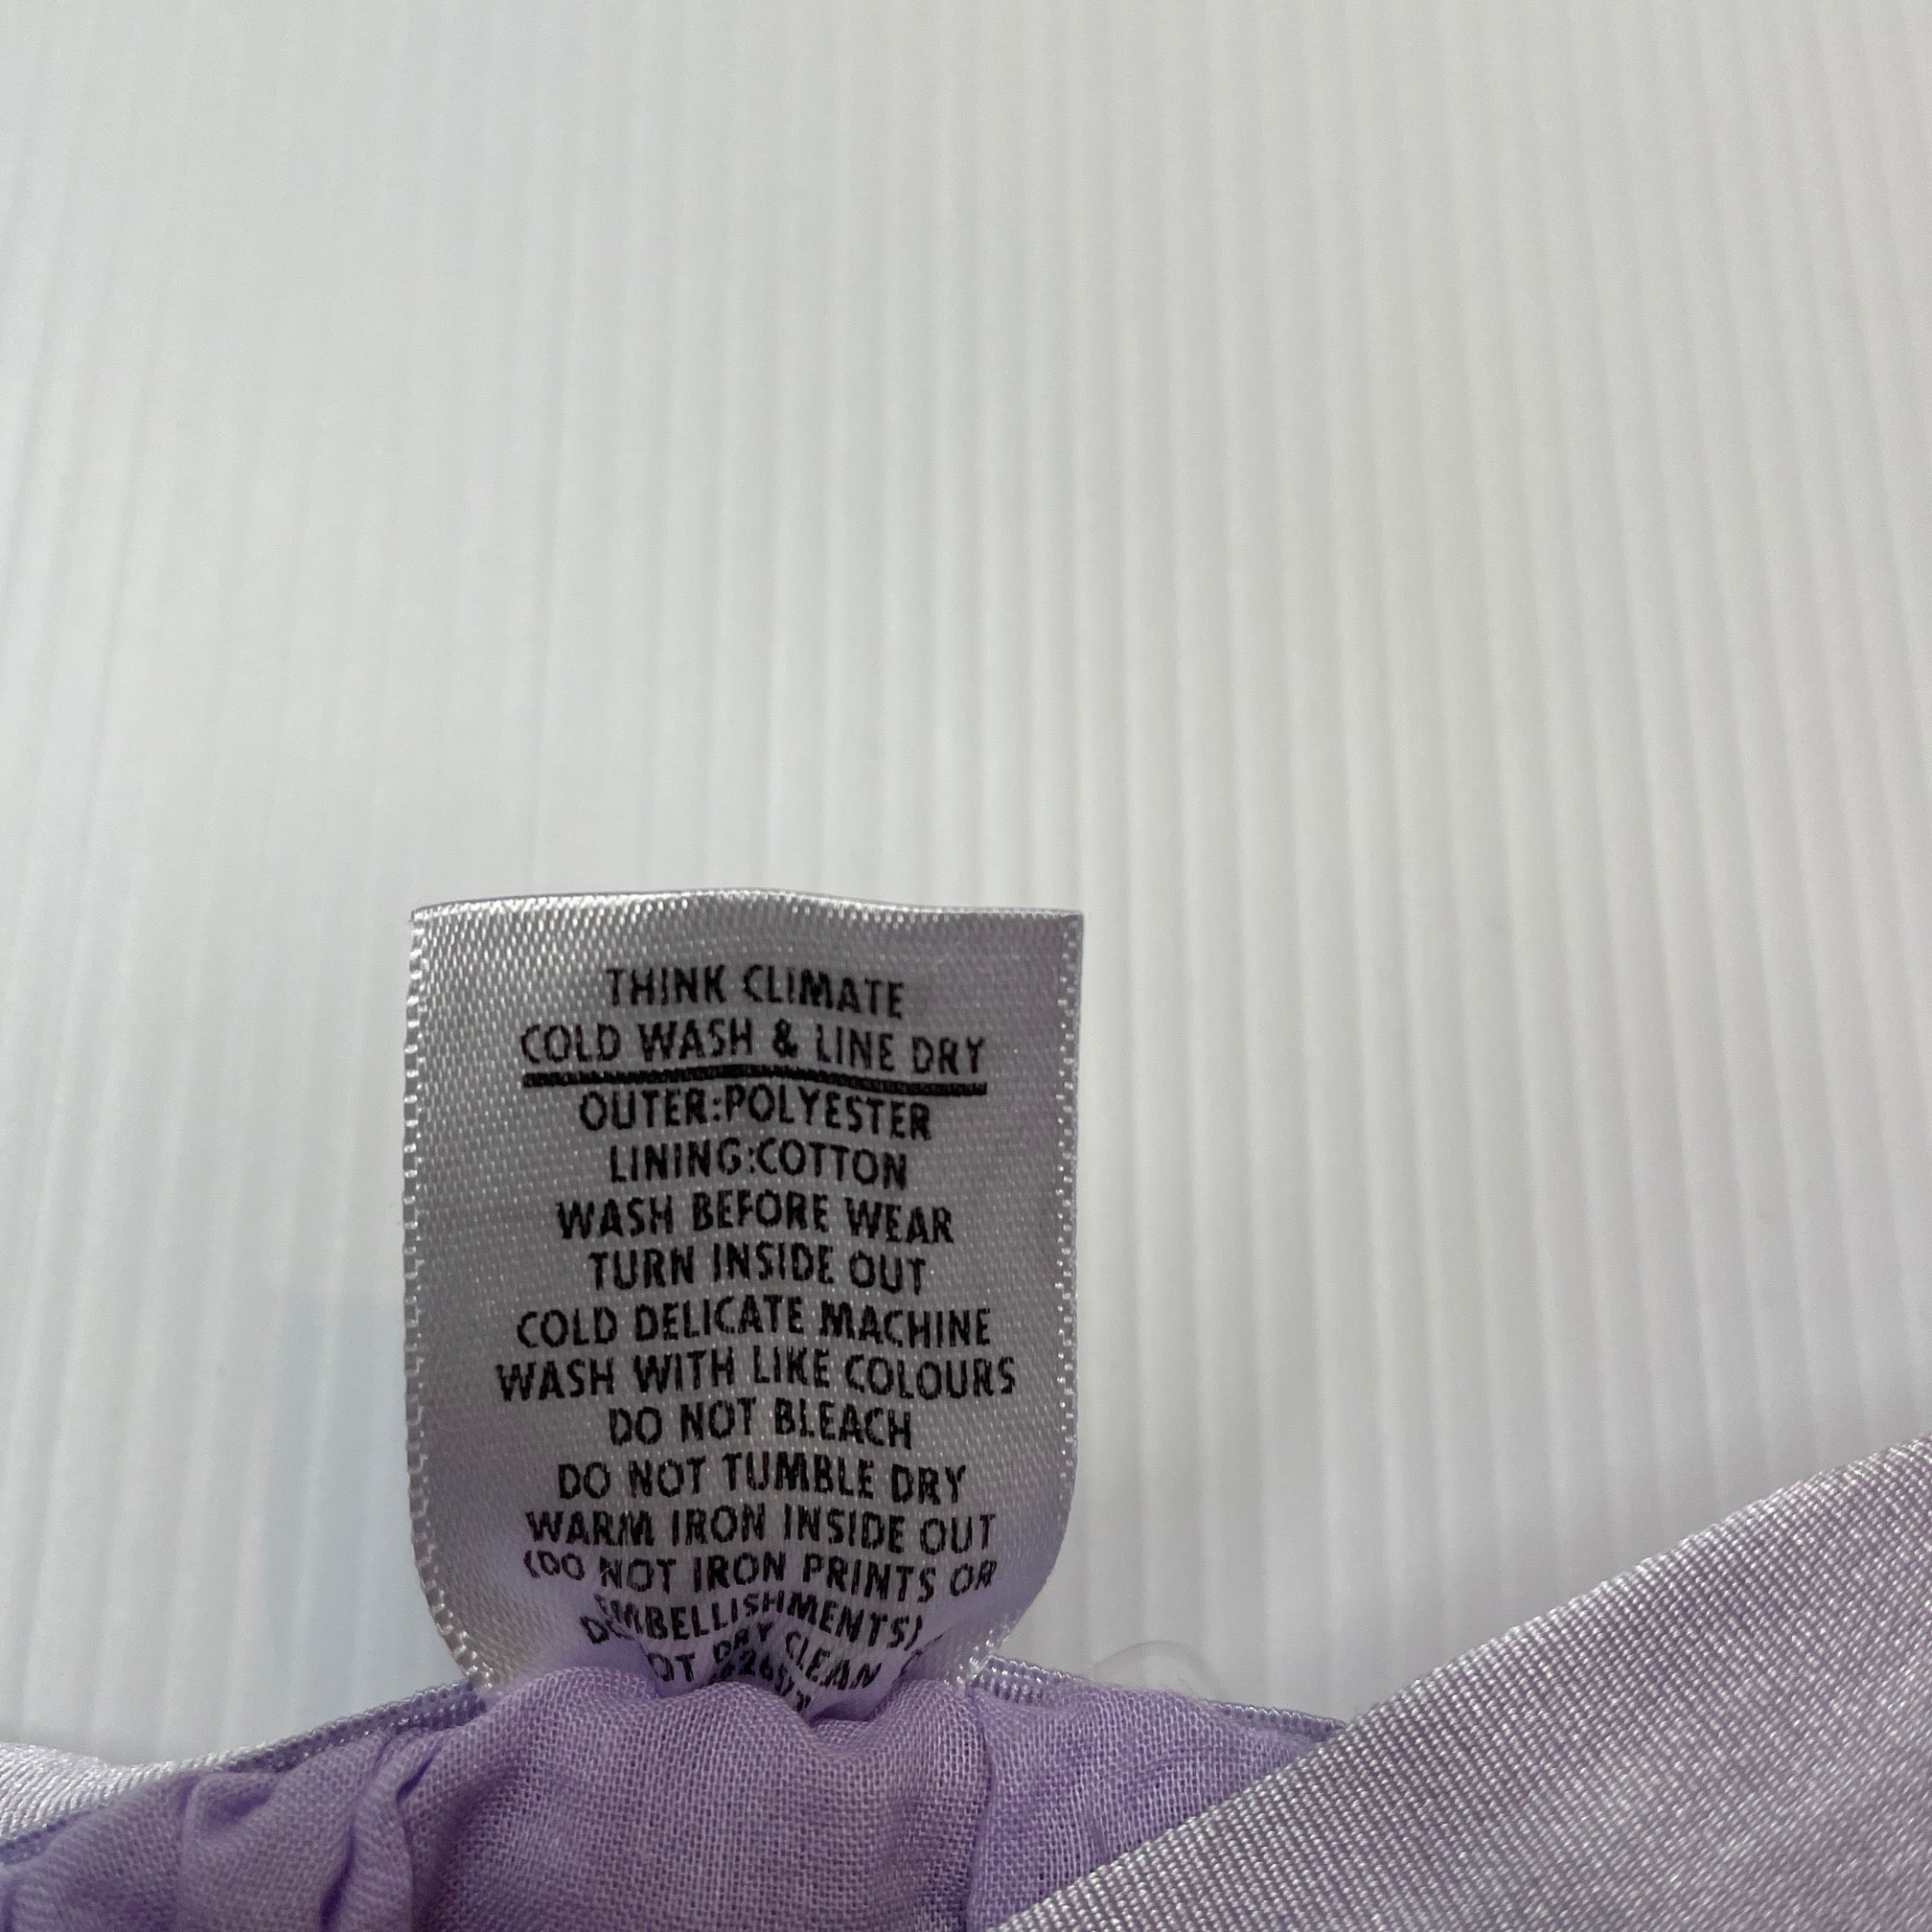 THINK CLIMATE
COLD WASH & LINE DRY
OUTER:POLYESTER
LINING:COTTON
WASH BEFORE WEAR
TURN INSIDE OUT
COLD DELICATE MACHINE
WASH WITH LIKE COLOURS
DO NOT BLEACH
DO NOT TUMBLE DRY
WARM IRON INSIDE OUT
(DO NOT IRON PRINTS OR
EMBELLISHMENTS)
DRY CLEAN